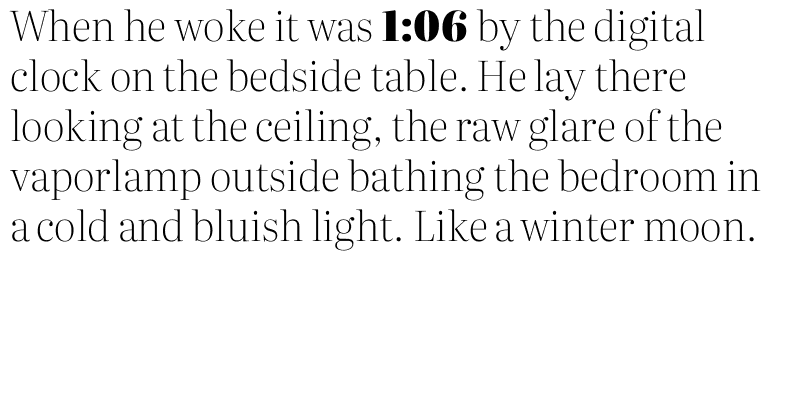 When he woke it was 1:06 by the digital
clock on the bedside table. He lay there
looking at the ceiling, the raw glare of the
vaporlamp outside bathing the bedroom in
a cold and bluish light. Like a winter moon.